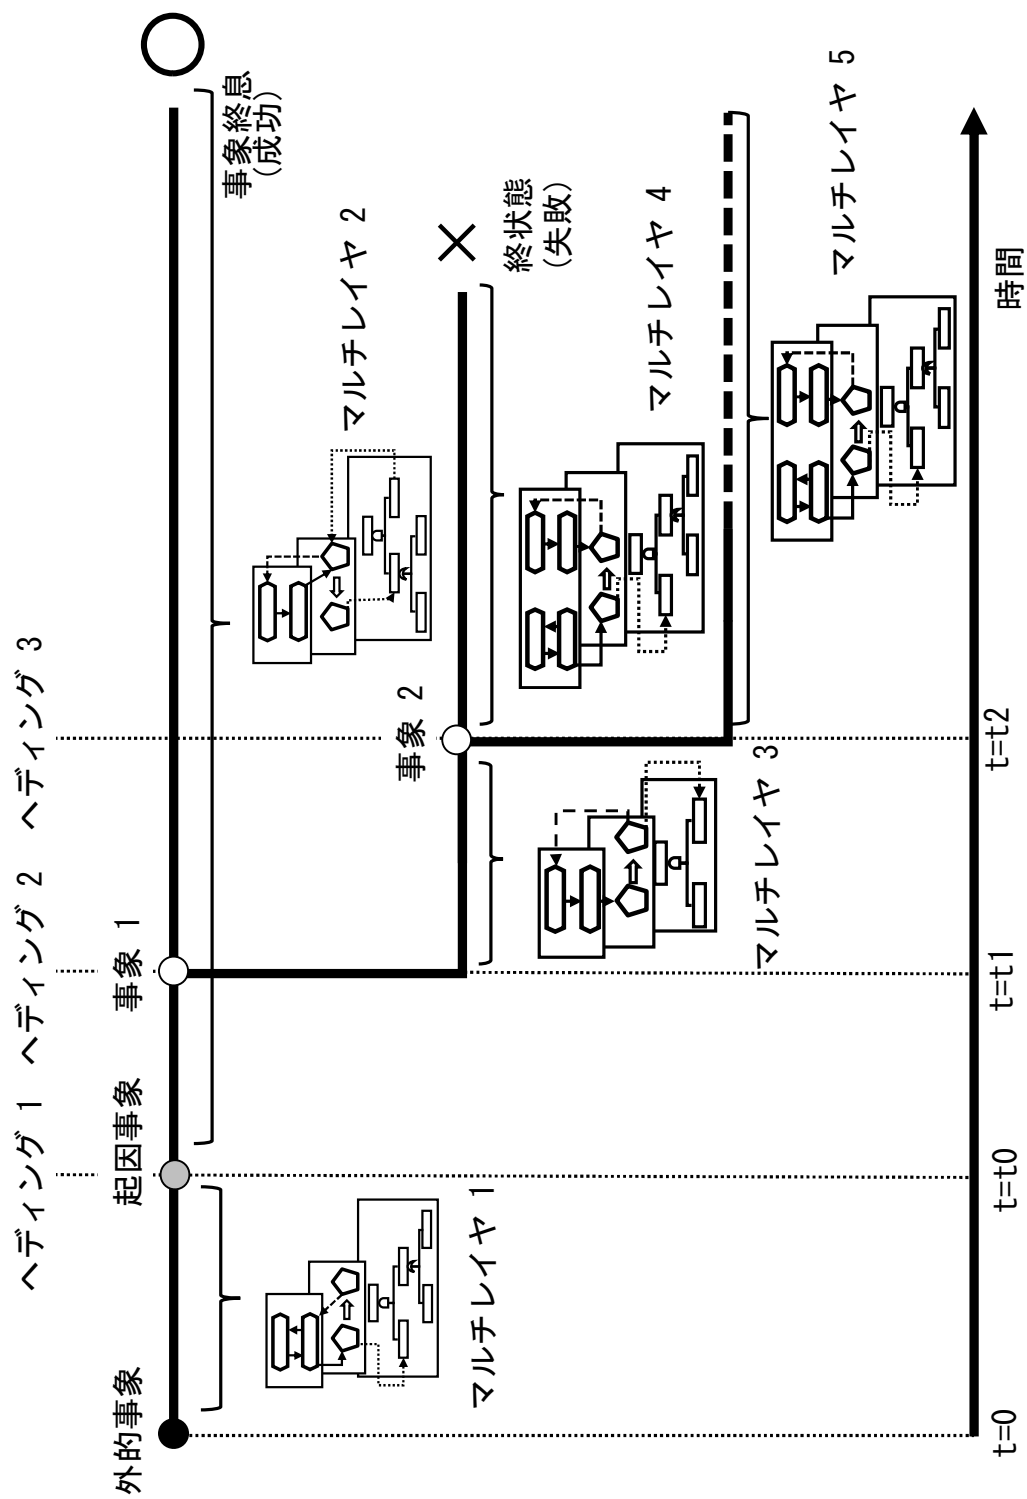 ヘディング 1
ヘディング 2
ヘディング 3
外的事象
起因事象
事象 1
事象終息
(成功)
マルチレイヤ 2
事象 2
終状態
(失敗)
マルチレイヤ 1
マルチレイヤ 4
マルチレイヤ 3
マルチレイヤ 5
t=0
t=t0
t=t1
t=t2
時間